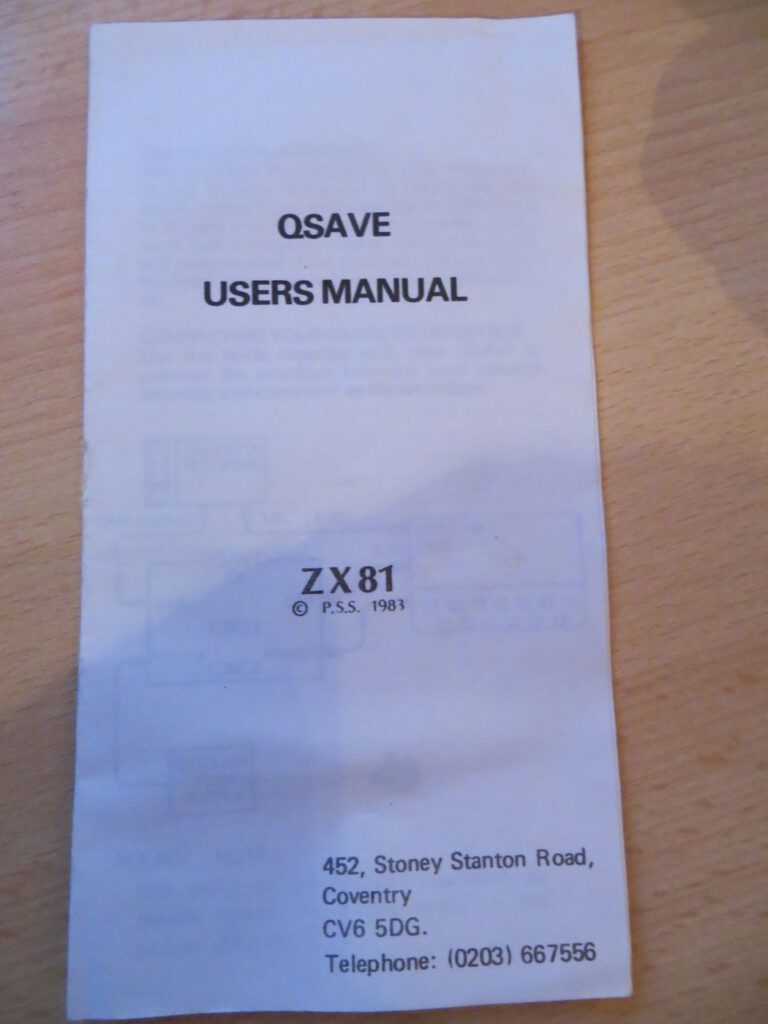 QSAVE
USERS MANUAL
ZX81
© P.S.S. 1983
452, Stoney Stanton Road,
Coventry
CV6 5DG.
Telephone: (0203) 667556